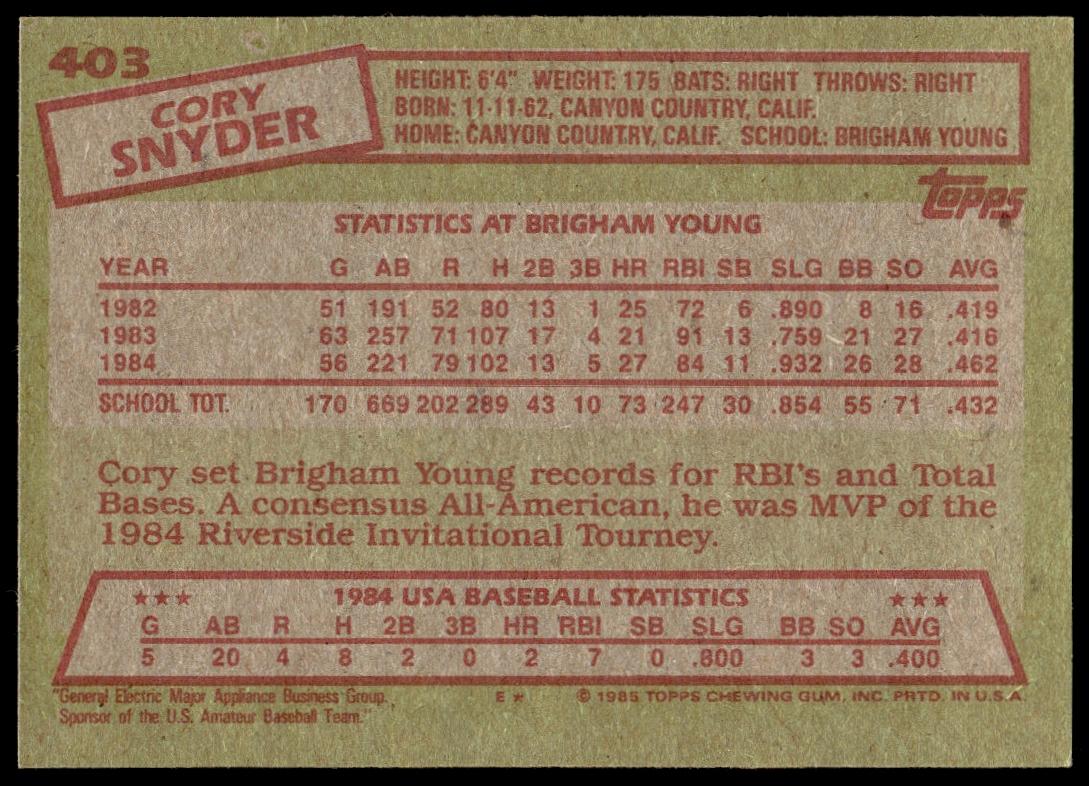 403
CORY
SNYDER
HEIGHT: 6'4" WEIGHT: 175 BATS: RIGHT THROWS: RIGHT
BORN: 11-11-62, CANYON COUNTRY, CALIF.
HOME: CANYON COUNTRY, CALIF. SCHOOL: BRIGHAM YOUNG
topps
STATISTICS AT BRIGHAM YOUNG
YEAR G AB R H 2B 3B HR RBI SB SLG BB SO AVG
1982 51 191 52 80 13 1 25 72 6 .890 8 16 .419
1983 63 257 71 107 17 4 21 91 13 .759 21 27 .416
1984 56 221 79 102 13 5 27 84 11 .932 26 28 .462
SCHOOL TOT. 170 669 202 289 43 10 73 247 30 .854 55 71 .432
Cory set Brigham Young records for RBI's and Total
Bases. A consensus All-American, he was MVP of the
1984 Riverside Invitational Tourney.
★★★ 1984 USA BASEBALL STATISTICS ★★★
G AB R H 2B 3B HR RBI SB SLG BB SO AVG
5 20 4 8 2 0 2 7 0 .800 3 3 .400
"General Electric Major Appliance Business Group.
Sponsor of the U.S. Amateur Baseball Team."
E ★ © 1985 TOPPS CHEWING GUM, INC. PRTD. IN U.S.A.